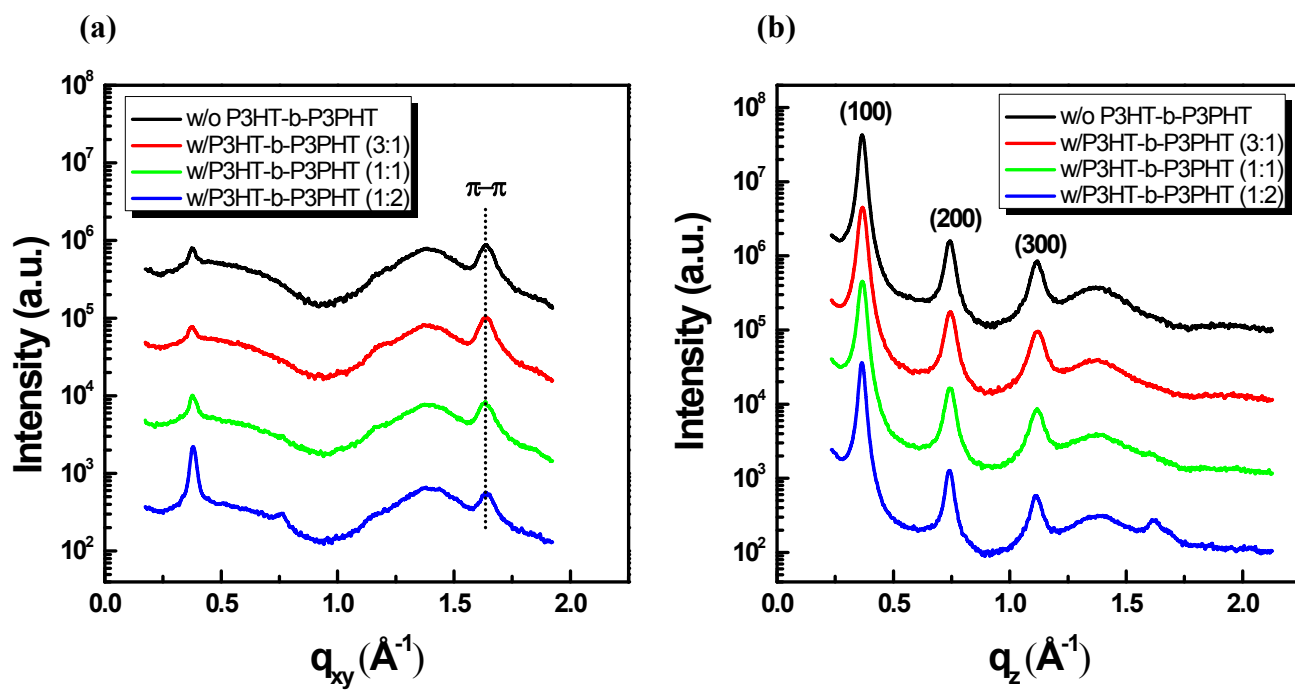 (a)
10^8
10^7
10^6
10^5
10^4
10^3
10^2
Intensity (a.u.)
w/o P3HT-b-P3PHT
w/P3HT-b-P3PHT (3:1)
w/P3HT-b-P3PHT (1:1)
w/P3HT-b-P3PHT (1:2)
π–π
0.0 0.5 1.0 1.5 2.0
q_xy (Å^-1)
(b)
10^8
10^7
10^6
10^5
10^4
10^3
10^2
Intensity (a.u.)
w/o P3HT-b-P3PHT
w/P3HT-b-P3PHT (3:1)
w/P3HT-b-P3PHT (1:1)
w/P3HT-b-P3PHT (1:2)
(100)
(200)
(300)
0.0 0.5 1.0 1.5 2.0
q_z (Å^-1)